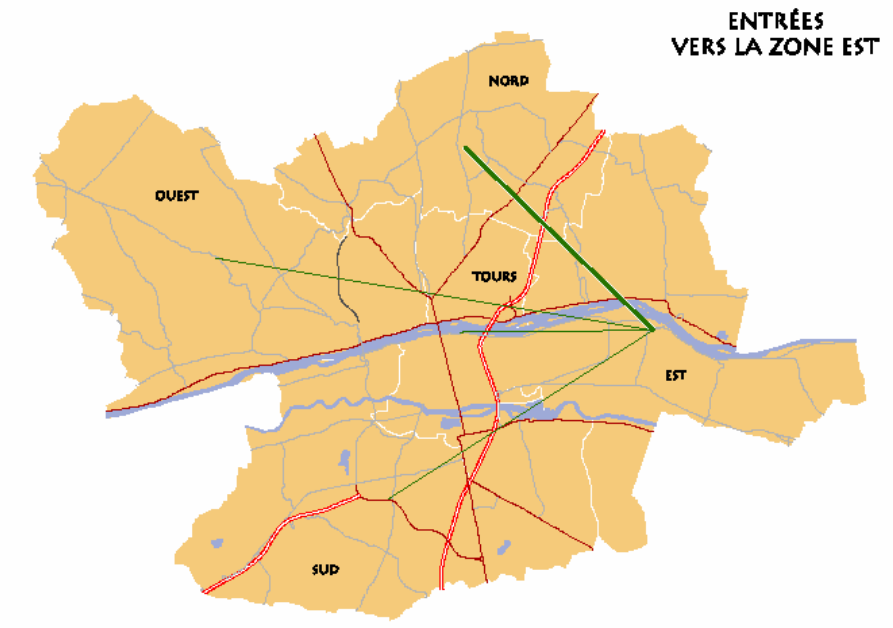 ENTRÉES
VERS LA ZONE EST
NORD
OUEST
TOURS
EST
SUD